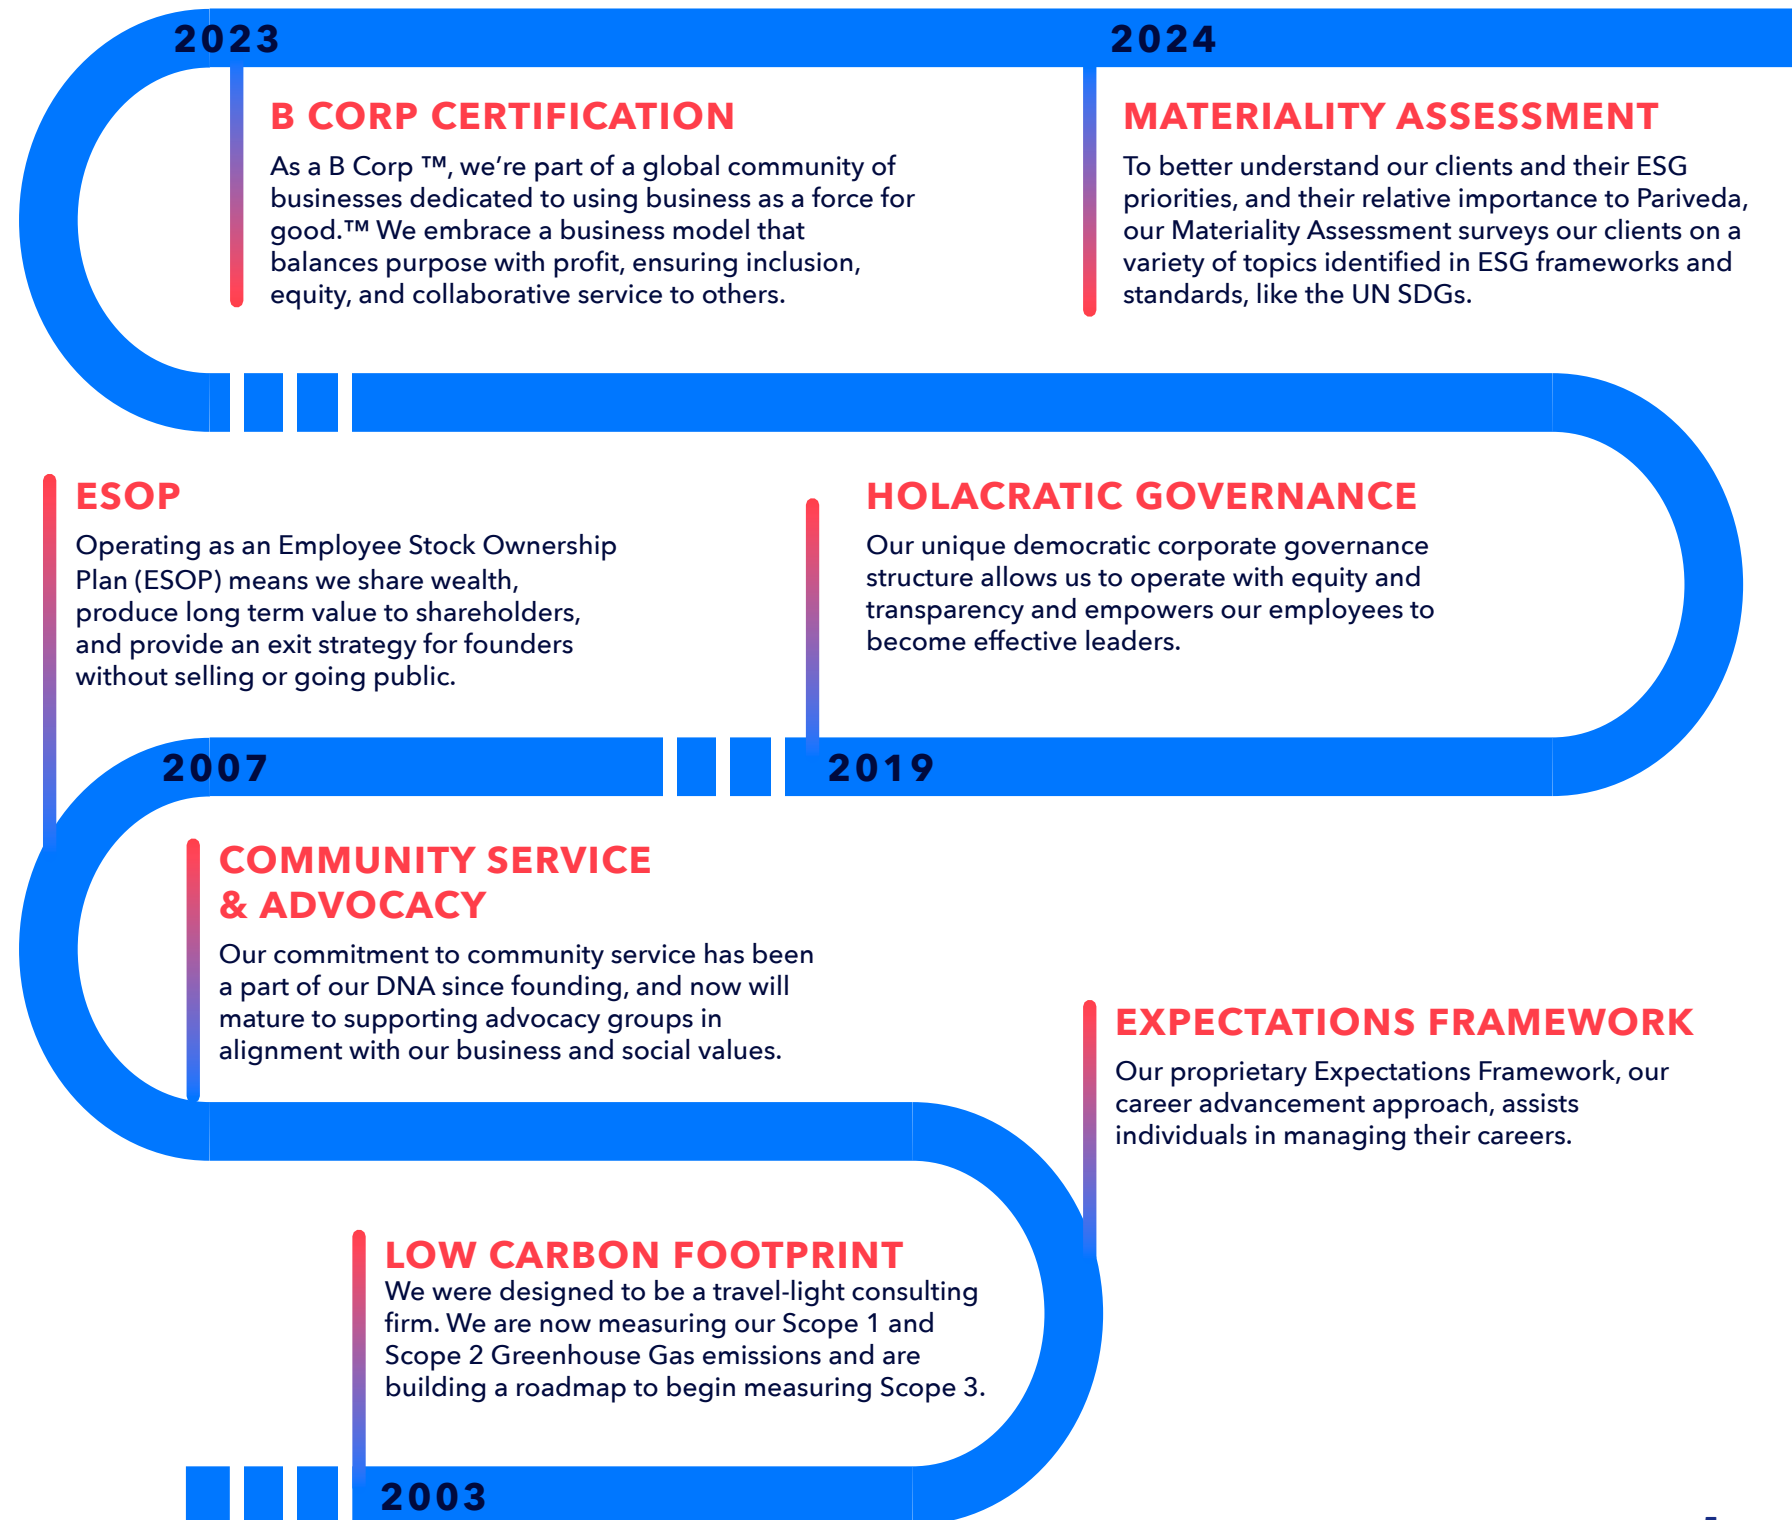 2023
2024
B CORP CERTIFICATION
As a B Corp ™, we’re part of a global community of
businesses dedicated to using business as a force for
good.™ We embrace a business model that
balances purpose with profit, ensuring inclusion,
equity, and collaborative service to others.
MATERIALITY ASSESSMENT
To better understand our clients and their ESG
priorities, and their relative importance to Pariveda,
our Materiality Assessment surveys our clients on a
variety of topics identified in ESG frameworks and
standards, like the UN SDGs.
ESOP
Operating as an Employee Stock Ownership
Plan (ESOP) means we share wealth,
produce long term value to shareholders,
and provide an exit strategy for founders
without selling or going public.
HOLACRATIC GOVERNANCE
Our unique democratic corporate governance
structure allows us to operate with equity and
transparency and empowers our employees to
become effective leaders.
2007
2019
COMMUNITY SERVICE
& ADVOCACY
Our commitment to community service has been
a part of our DNA since founding, and now will
mature to supporting advocacy groups in
alignment with our business and social values.
EXPECTATIONS FRAMEWORK
Our proprietary Expectations Framework, our
career advancement approach, assists
individuals in managing their careers.
LOW CARBON FOOTPRINT
We were designed to be a travel-light consulting
firm. We are now measuring our Scope 1 and
Scope 2 Greenhouse Gas emissions and are
building a roadmap to begin measuring Scope 3.
2003